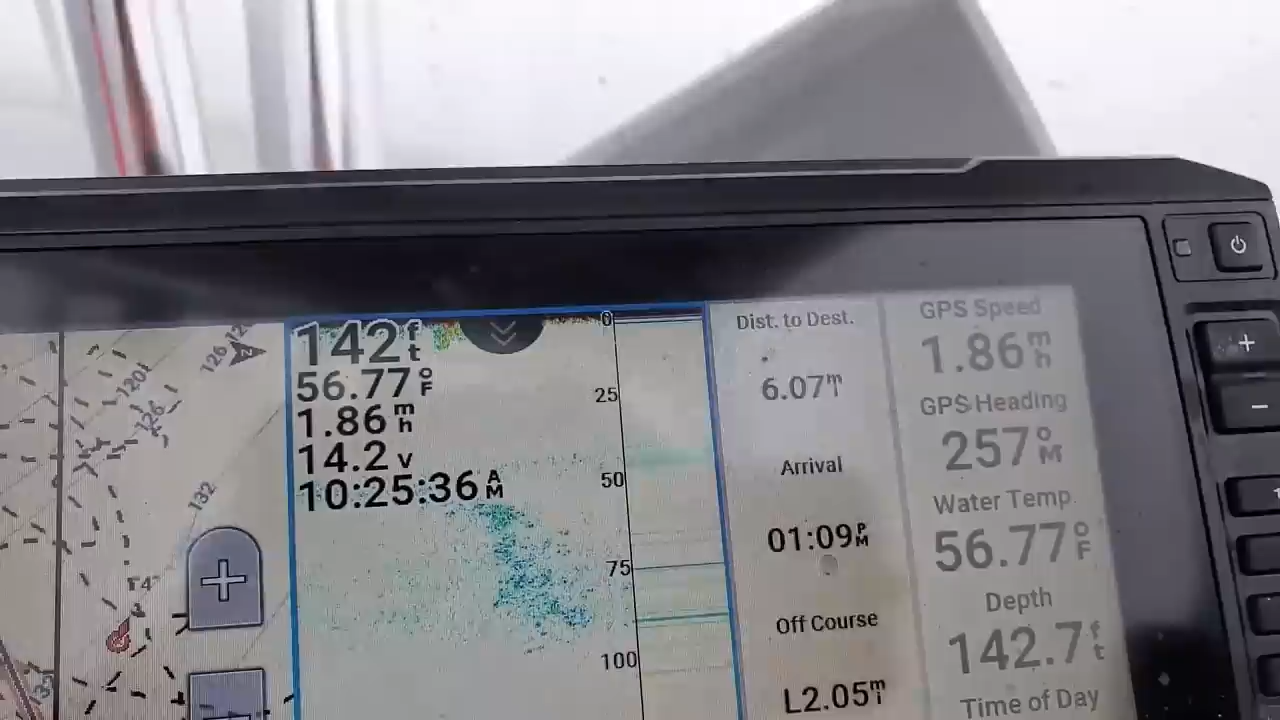 142 ft
56.77 °F
1.86 mh
14.2 v
10:25:36 AM
0
25
50
75
100
126
120
126
132
Dist. to Dest.
6.07 mi
Arrival
01:09 PM
Off Course
L2.05 mi
GPS Speed
1.86 mh
GPS Heading
257 °M
Water Temp.
56.77 °F
Depth
142.7 ft
Time of Day